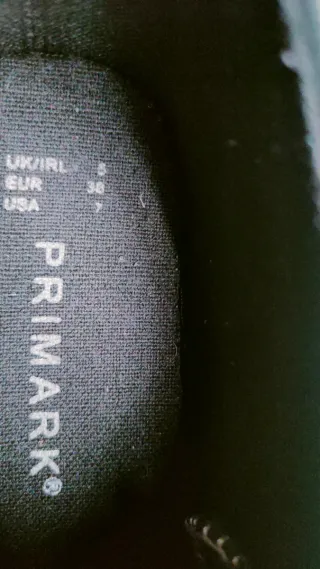 UK/IRL 5
EUR 38
USA 7
PRIMARK®